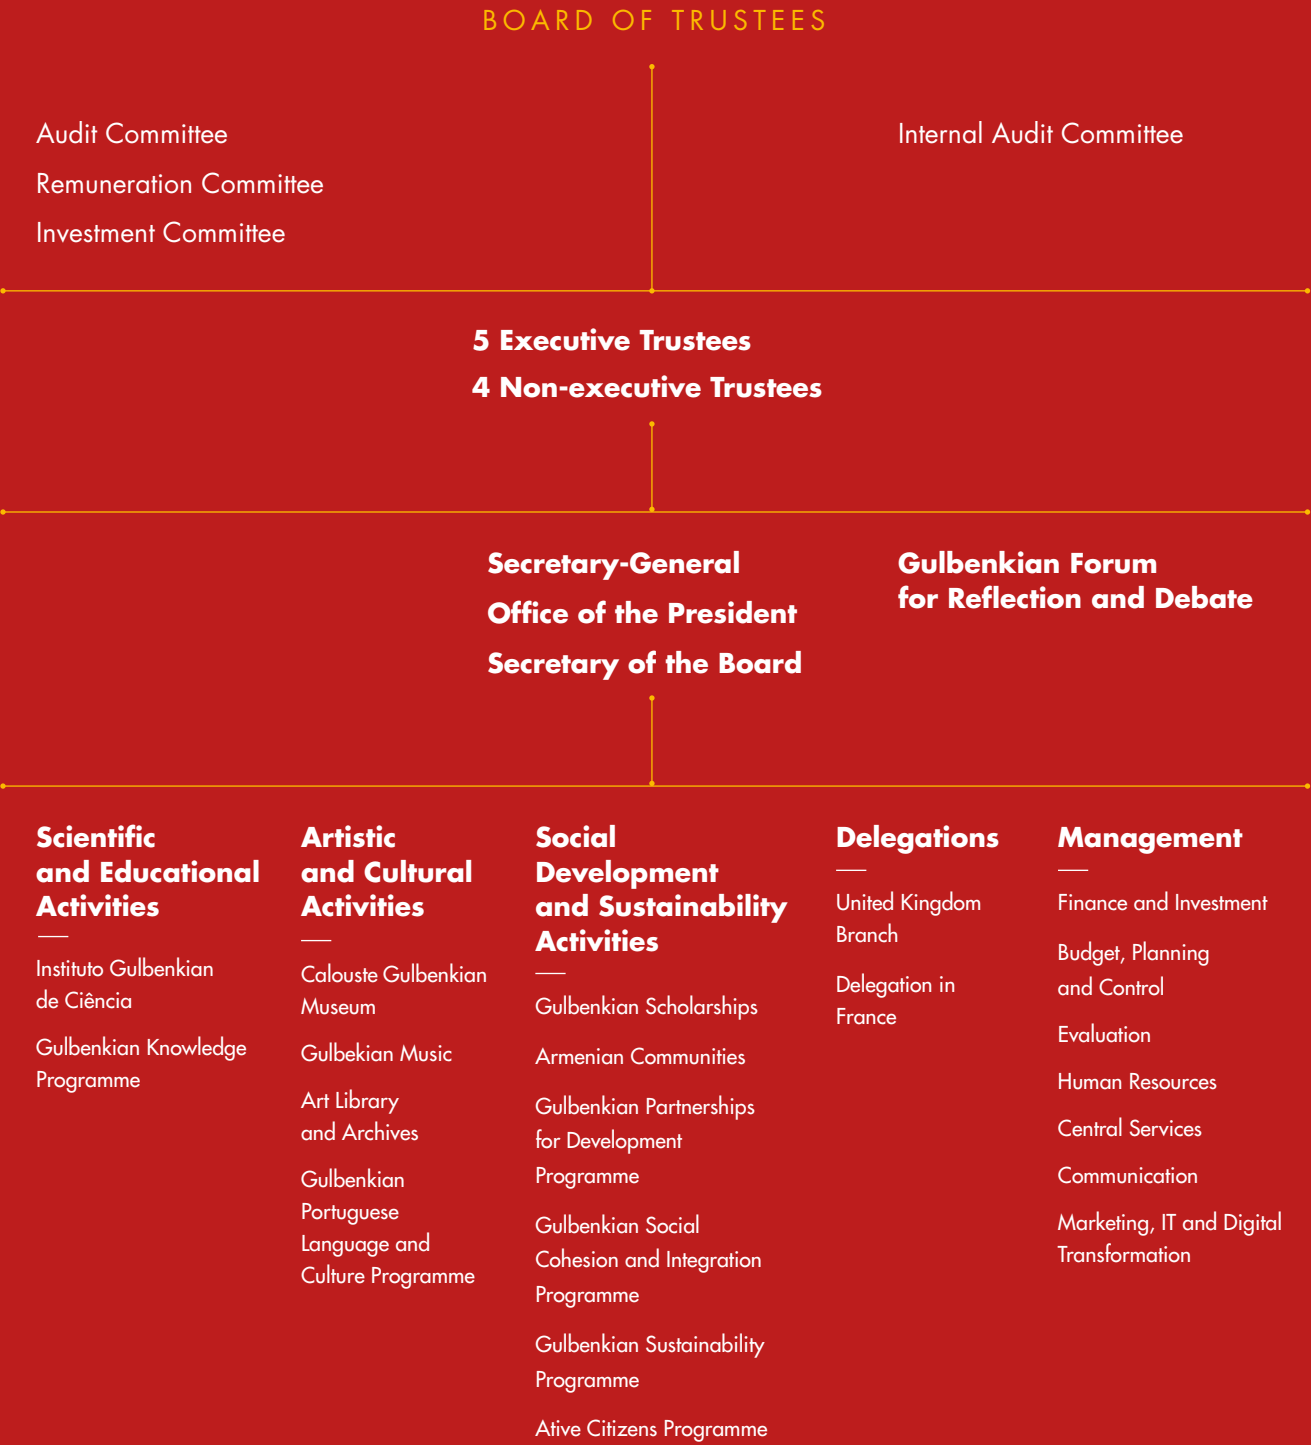 BOARD OF TRUSTEES
Audit Committee
Remuneration Committee
Investment Committee
Internal Audit Committee
5 Executive Trustees
4 Non-executive Trustees
Secretary-General
Office of the President
Secretary of the Board
Gulbenkian Forum
for Reflection and Debate
Scientific
and Educational
Activities
Instituto Gulbenkian
de Ciência
Gulbenkian Knowledge
Programme
Artistic
and Cultural
Activities
Calouste Gulbenkian
Museum
Gulbekian Music
Art Library
and Archives
Gulbenkian
Portuguese
Language and
Culture Programme
Social
Development
and Sustainability
Activities
Gulbenkian Scholarships
Armenian Communities
Gulbenkian Partnerships
for Development
Programme
Gulbenkian Social
Cohesion and Integration
Programme
Gulbenkian Sustainability
Programme
Ative Citizens Programme
Delegations
United Kingdom
Branch
Delegation in
France
Management
Finance and Investment
Budget, Planning
and Control
Evaluation
Human Resources
Central Services
Communication
Marketing, IT and Digital
Transformation